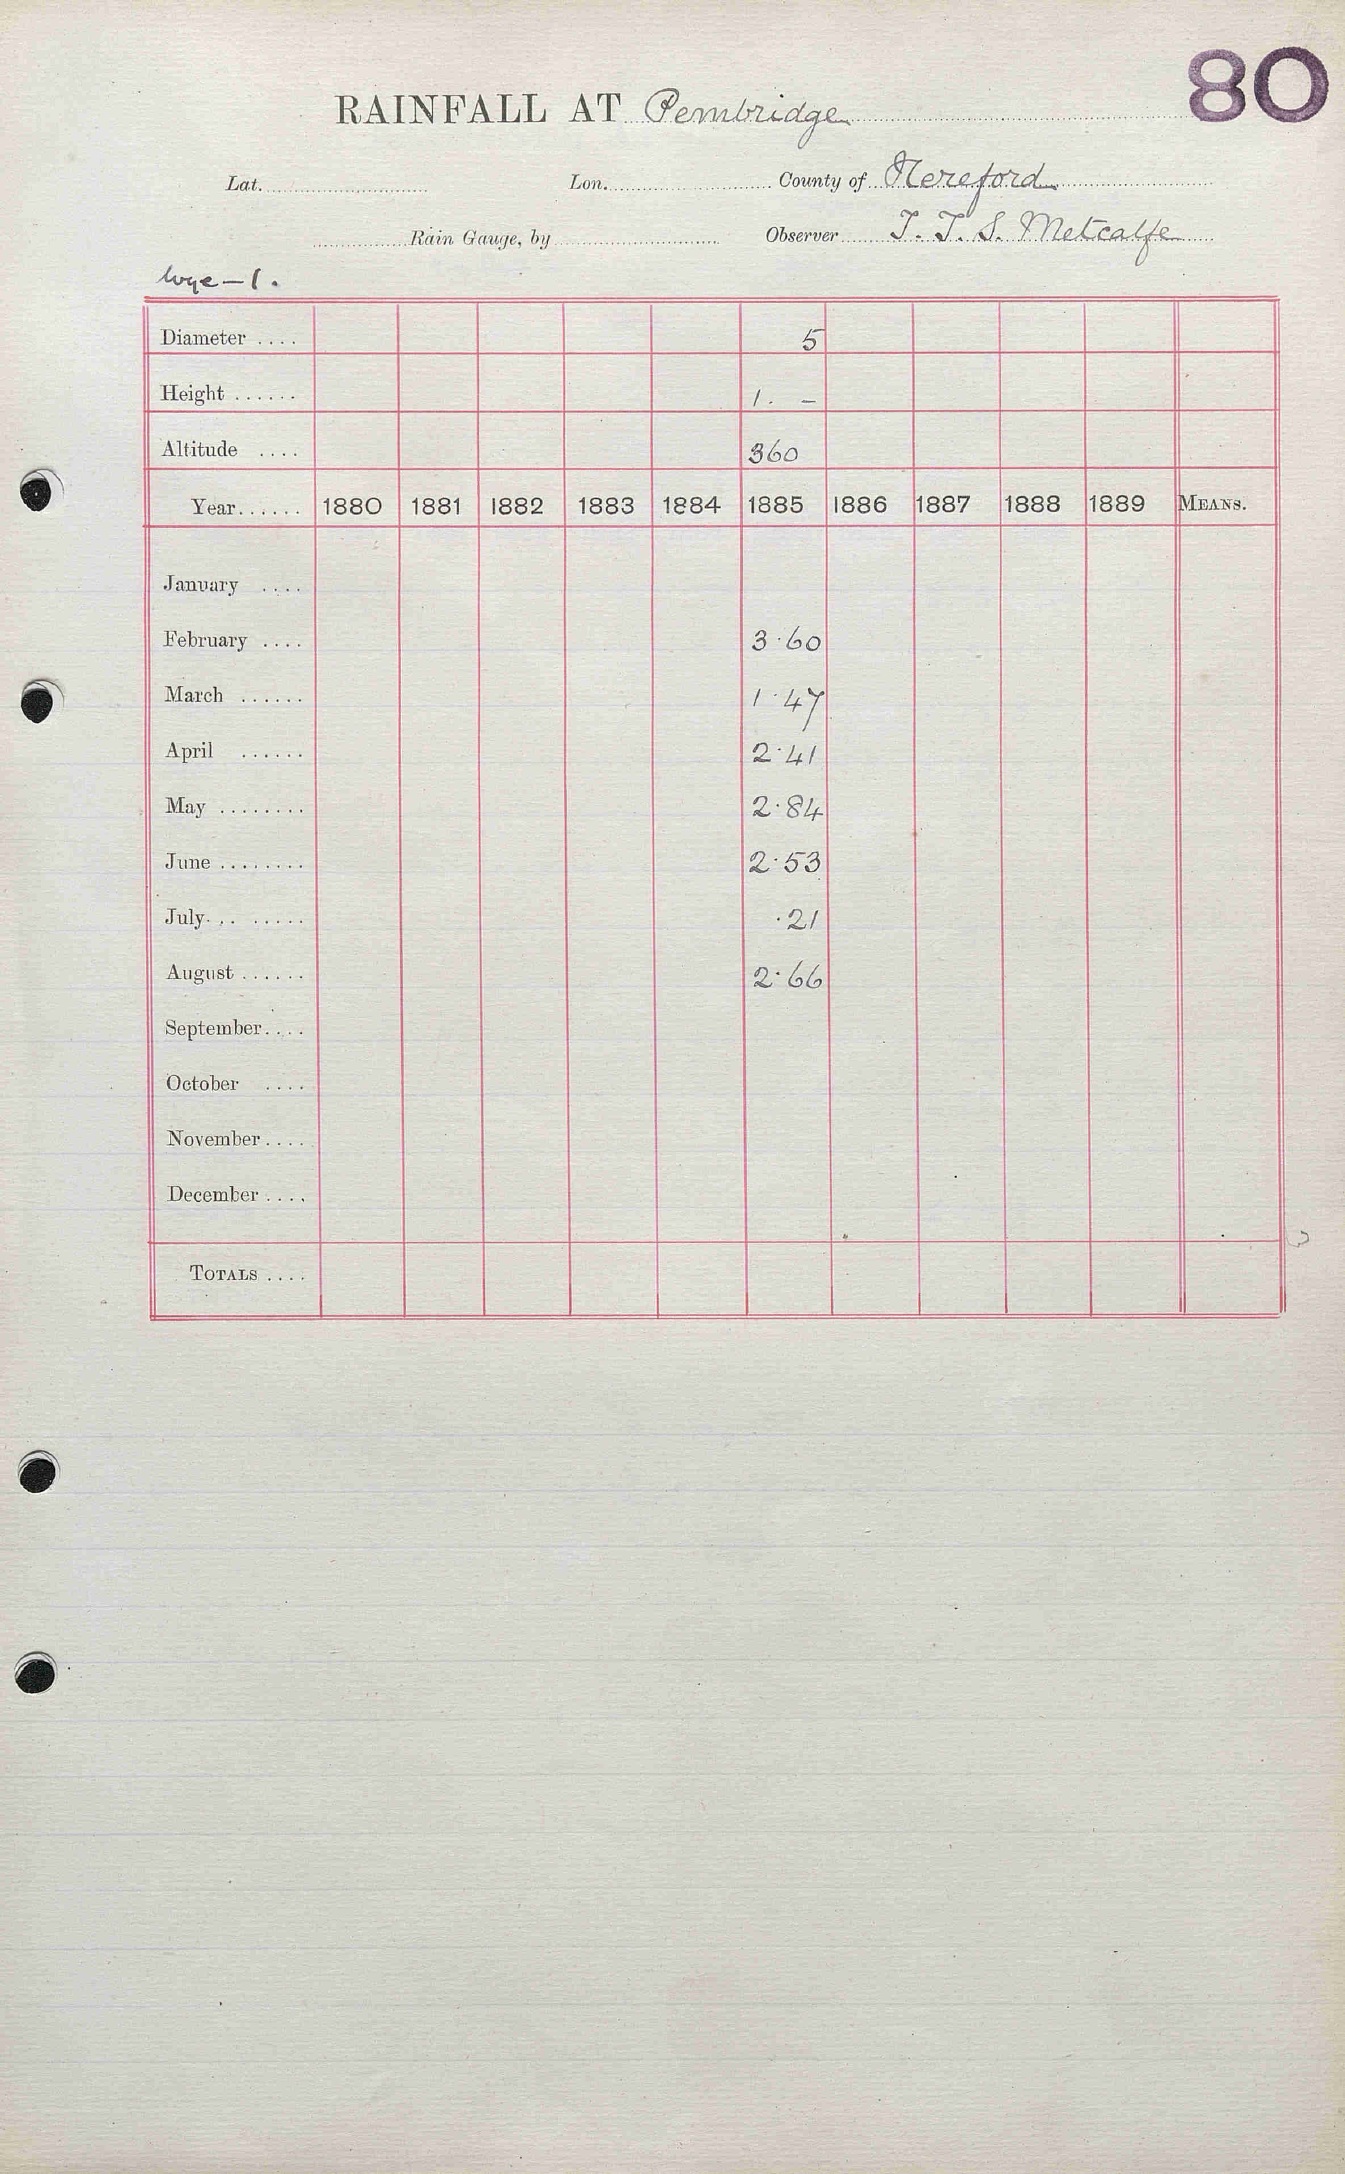 80
RAINFALL AT Pembridge
Lat. Lon. County of Hereford
Rain Gauge, by Observer T. T. S. Metcalfe
Wye - 1.
Diameter .... 5
Height ...... 1. -
Altitude .... 360
Year...... 1880 1881 1882 1883 1884 1885 1886 1887 1888 1889 MEANS.
January ....
February .... 3.60
March ...... 1.47
April ...... 2.41
May ........ 2.84
June ........ 2.53
July... ..... .21
August ...... 2.66
September....
October ....
November....
December....
TOTALS ....